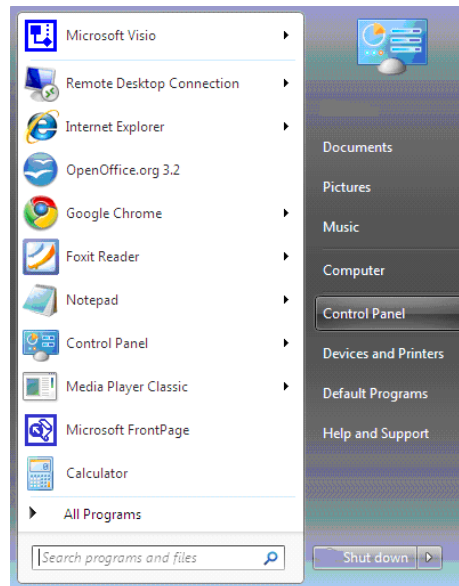 Microsoft Visio
Remote Desktop Connection
Internet Explorer
OpenOffice.org 3.2
Google Chrome
Foxit Reader
Notepad
Control Panel
Media Player Classic
Microsoft FrontPage
Calculator
All Programs
Search programs and files
Documents
Pictures
Music
Computer
Control Panel
Devices and Printers
Default Programs
Help and Support
Shut down